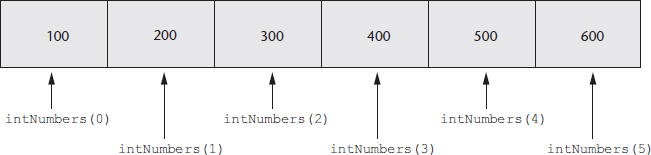 100 200 300 400 500 600
intNumbers(0) intNumbers(2) intNumbers(4)
intNumbers(1) intNumbers(3) intNumbers(5)